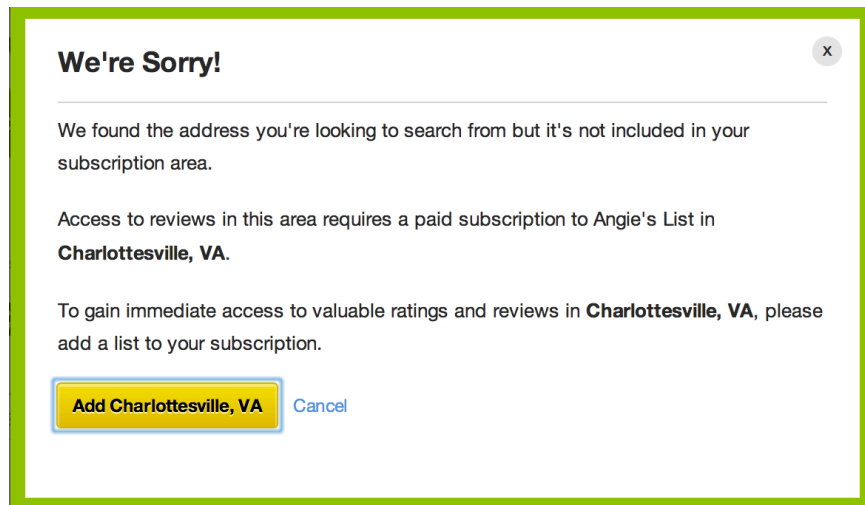 We're Sorry!
x
We found the address you're looking to search from but it's not included in your
subscription area.
Access to reviews in this area requires a paid subscription to Angie's List in
Charlottesville, VA.
To gain immediate access to valuable ratings and reviews in Charlottesville, VA, please
add a list to your subscription.
Add Charlottesville, VA Cancel